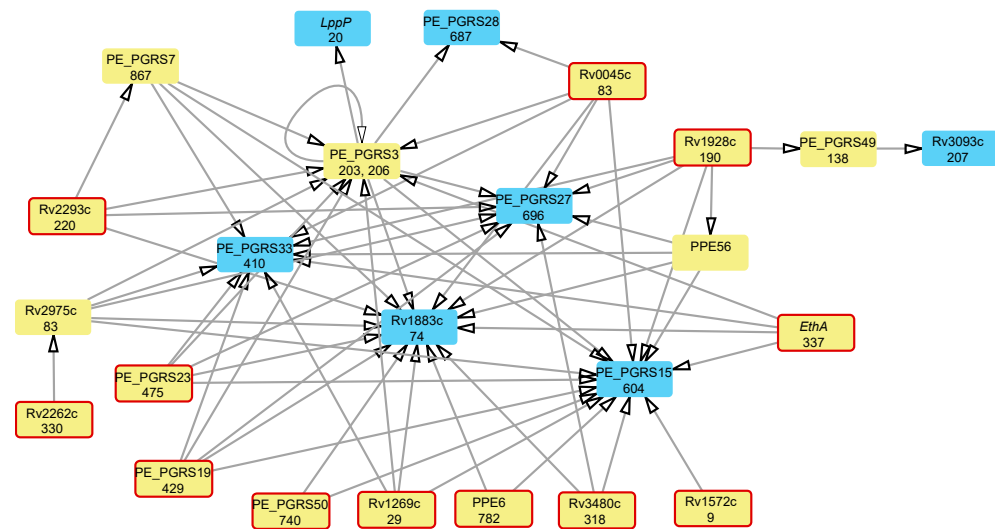 LppP
20
PE_PGRS28
687
PE_PGRS7
867
Rv0045c
83
Rv1928c
190
PE_PGRS49
138
Rv3093c
207
PE_PGRS3
203, 206
Rv2293c
220
PE_PGRS27
696
PE_PGRS33
410
PPE56
Rv2975c
83
Rv1883c
74
EthA
337
PE_PGRS23
475
PE_PGRS15
604
Rv2262c
330
PE_PGRS19
429
PE_PGRS50
740
Rv1269c
29
PPE6
782
Rv3480c
318
Rv1572c
9